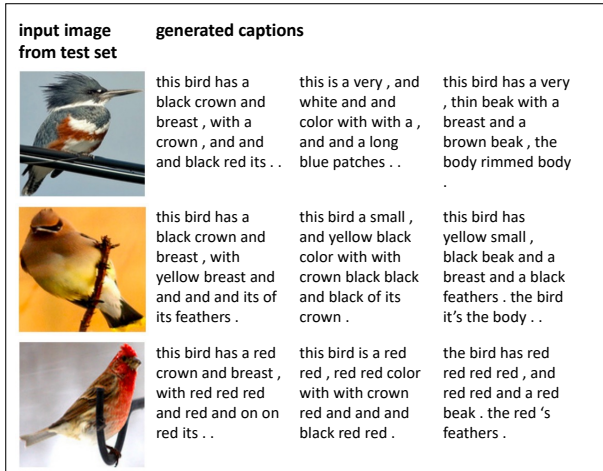 input image generated captions
from test set
this bird has a
black crown and
breast , with a
crown , and and
and black red its . .
this is a very , and
white and and
color with with a ,
and and a long
blue patches . .
this bird has a very
, thin beak with a
breast and a
brown beak , the
body rimmed body
.
this bird has a
black crown and
breast , with
yellow breast and
and and and its of
its feathers .
this bird a small ,
and yellow black
color with with
crown black black
and black of its
crown .
this bird has
yellow small ,
black beak and a
breast and a black
feathers . the bird
it's the body . .
this bird has a red
crown and breast ,
with red red red
and red and on on
red its . .
this bird is a red
red , red red color
with with crown
red and and and
black red red .
the bird has red
red red red , and
red red and a red
beak . the red 's
feathers .